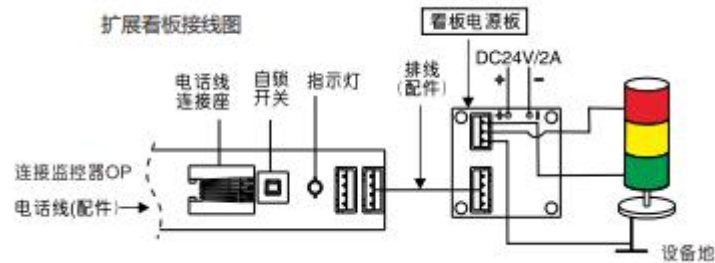 扩展看板接线图
看板电源板
DC24V/2A
+ -
排线
(配件)
电话线
连接座
自锁
开关
指示灯
连接监控器OP
电话线(配件)
设备地